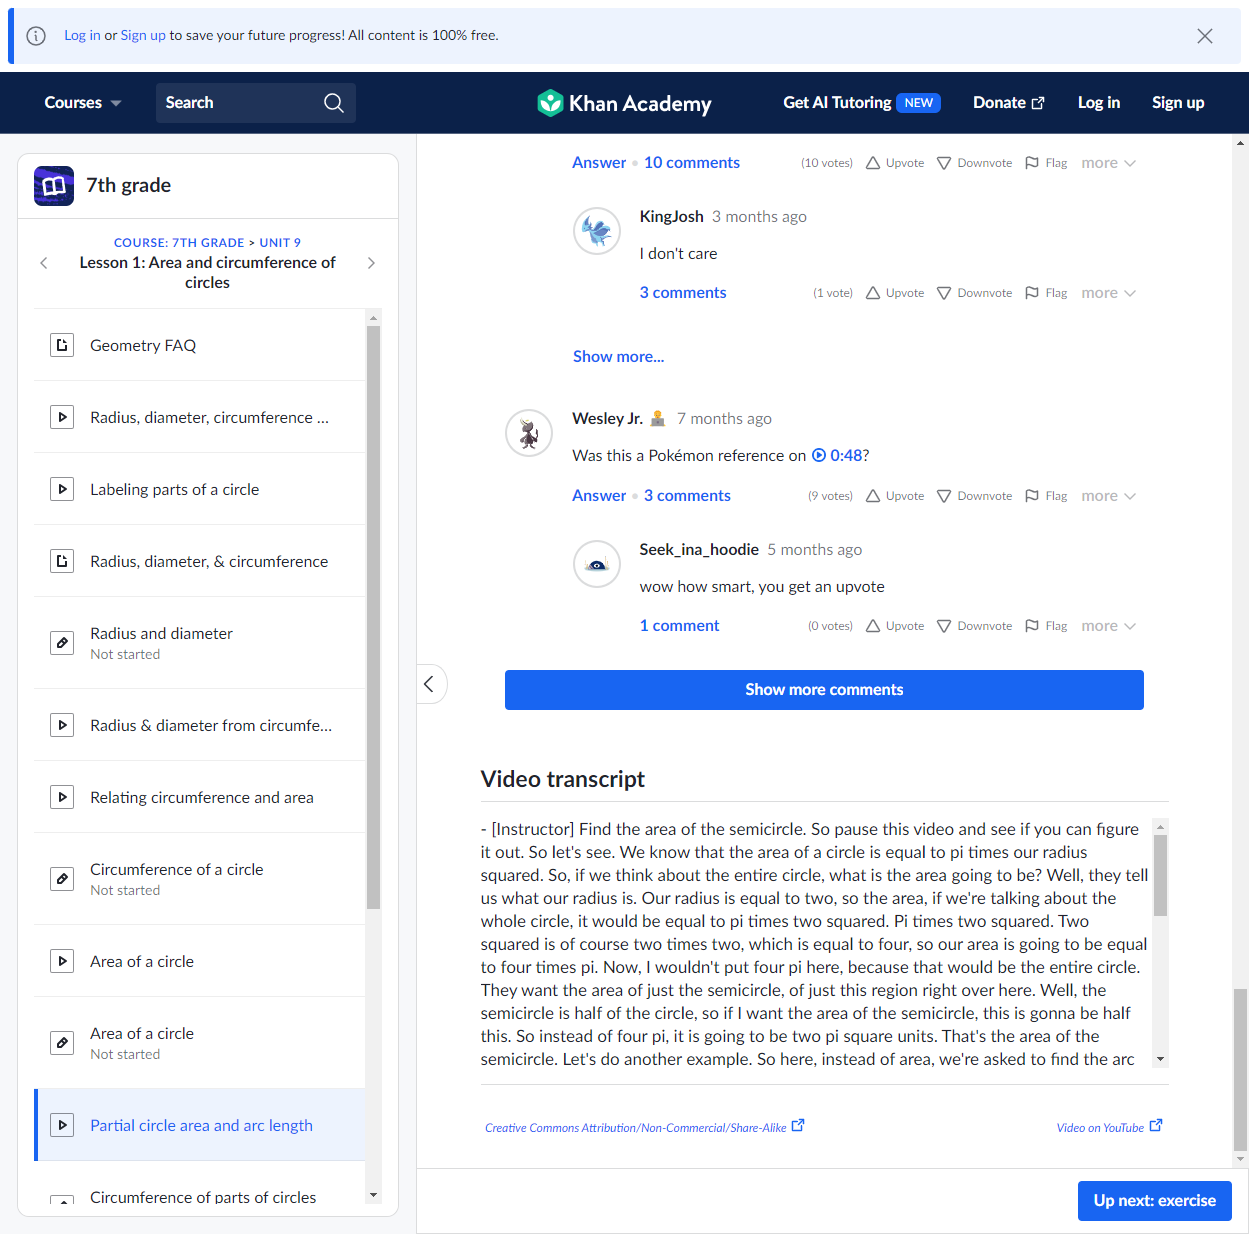 Log in or Sign up to save your future progress! All content is 100% free.
Courses
Search
Khan Academy
Get AI Tutoring NEW
Donate
Log in
Sign up
7th grade
COURSE: 7TH GRADE > UNIT 9
Lesson 1: Area and circumference of
circles
Geometry FAQ
Radius, diameter, circumference ...
Labeling parts of a circle
Radius, diameter, & circumference
Radius and diameter
Not started
Radius & diameter from circumfe...
Relating circumference and area
Circumference of a circle
Not started
Area of a circle
Area of a circle
Not started
Partial circle area and arc length
Circumference of parts of circles
Answer • 10 comments (10 votes) Upvote Downvote Flag more
KingJosh 3 months ago
I don't care
3 comments (1 vote) Upvote Downvote Flag more
Show more...
Wesley Jr. 7 months ago
Was this a Pokémon reference on 0:48?
Answer • 3 comments (9 votes) Upvote Downvote Flag more
Seek_ina_hoodie 5 months ago
wow how smart, you get an upvote
1 comment (0 votes) Upvote Downvote Flag more
Show more comments
Video transcript
- [Instructor] Find the area of the semicircle. So pause this video and see if you can figure
it out. So let's see. We know that the area of a circle is equal to pi times our radius
squared. So, if we think about the entire circle, what is the area going to be? Well, they tell
us what our radius is. Our radius is equal to two, so the area, if we're talking about the
whole circle, it would be equal to pi times two squared. Pi times two squared. Two
squared is of course two times two, which is equal to four, so our area is going to be equal
to four times pi. Now, I wouldn't put four pi here, because that would be the entire circle.
They want the area of just the semicircle, of just this region right over here. Well, the
semicircle is half of the circle, so if I want the area of the semicircle, this is gonna be half
this. So instead of four pi, it is going to be two pi square units. That's the area of the
semicircle. Let's do another example. So here, instead of area, we're asked to find the arc
Creative Commons Attribution/Non-Commercial/Share-Alike
Video on YouTube
Up next: exercise